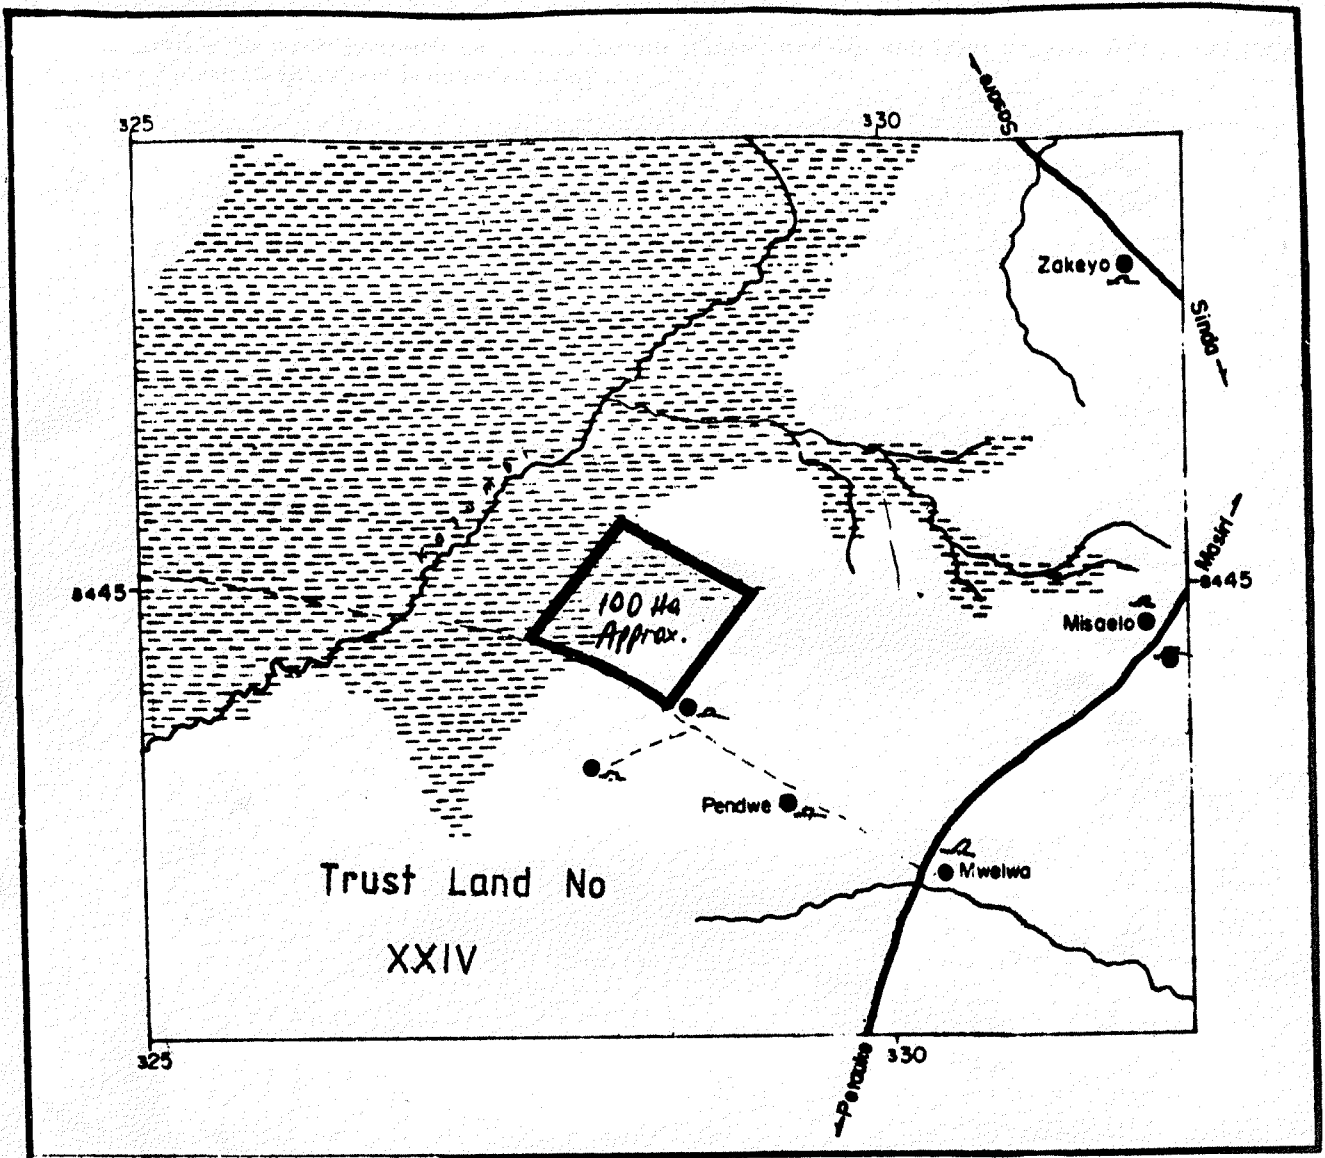 Sasare
325
330
Zakeyo
Sinda
Masiri
8445
100 Ha
Approx.
8445
Misaelo
Pendwe
Mwelwa
Trust Land No
XXIV
325
330
Petauke